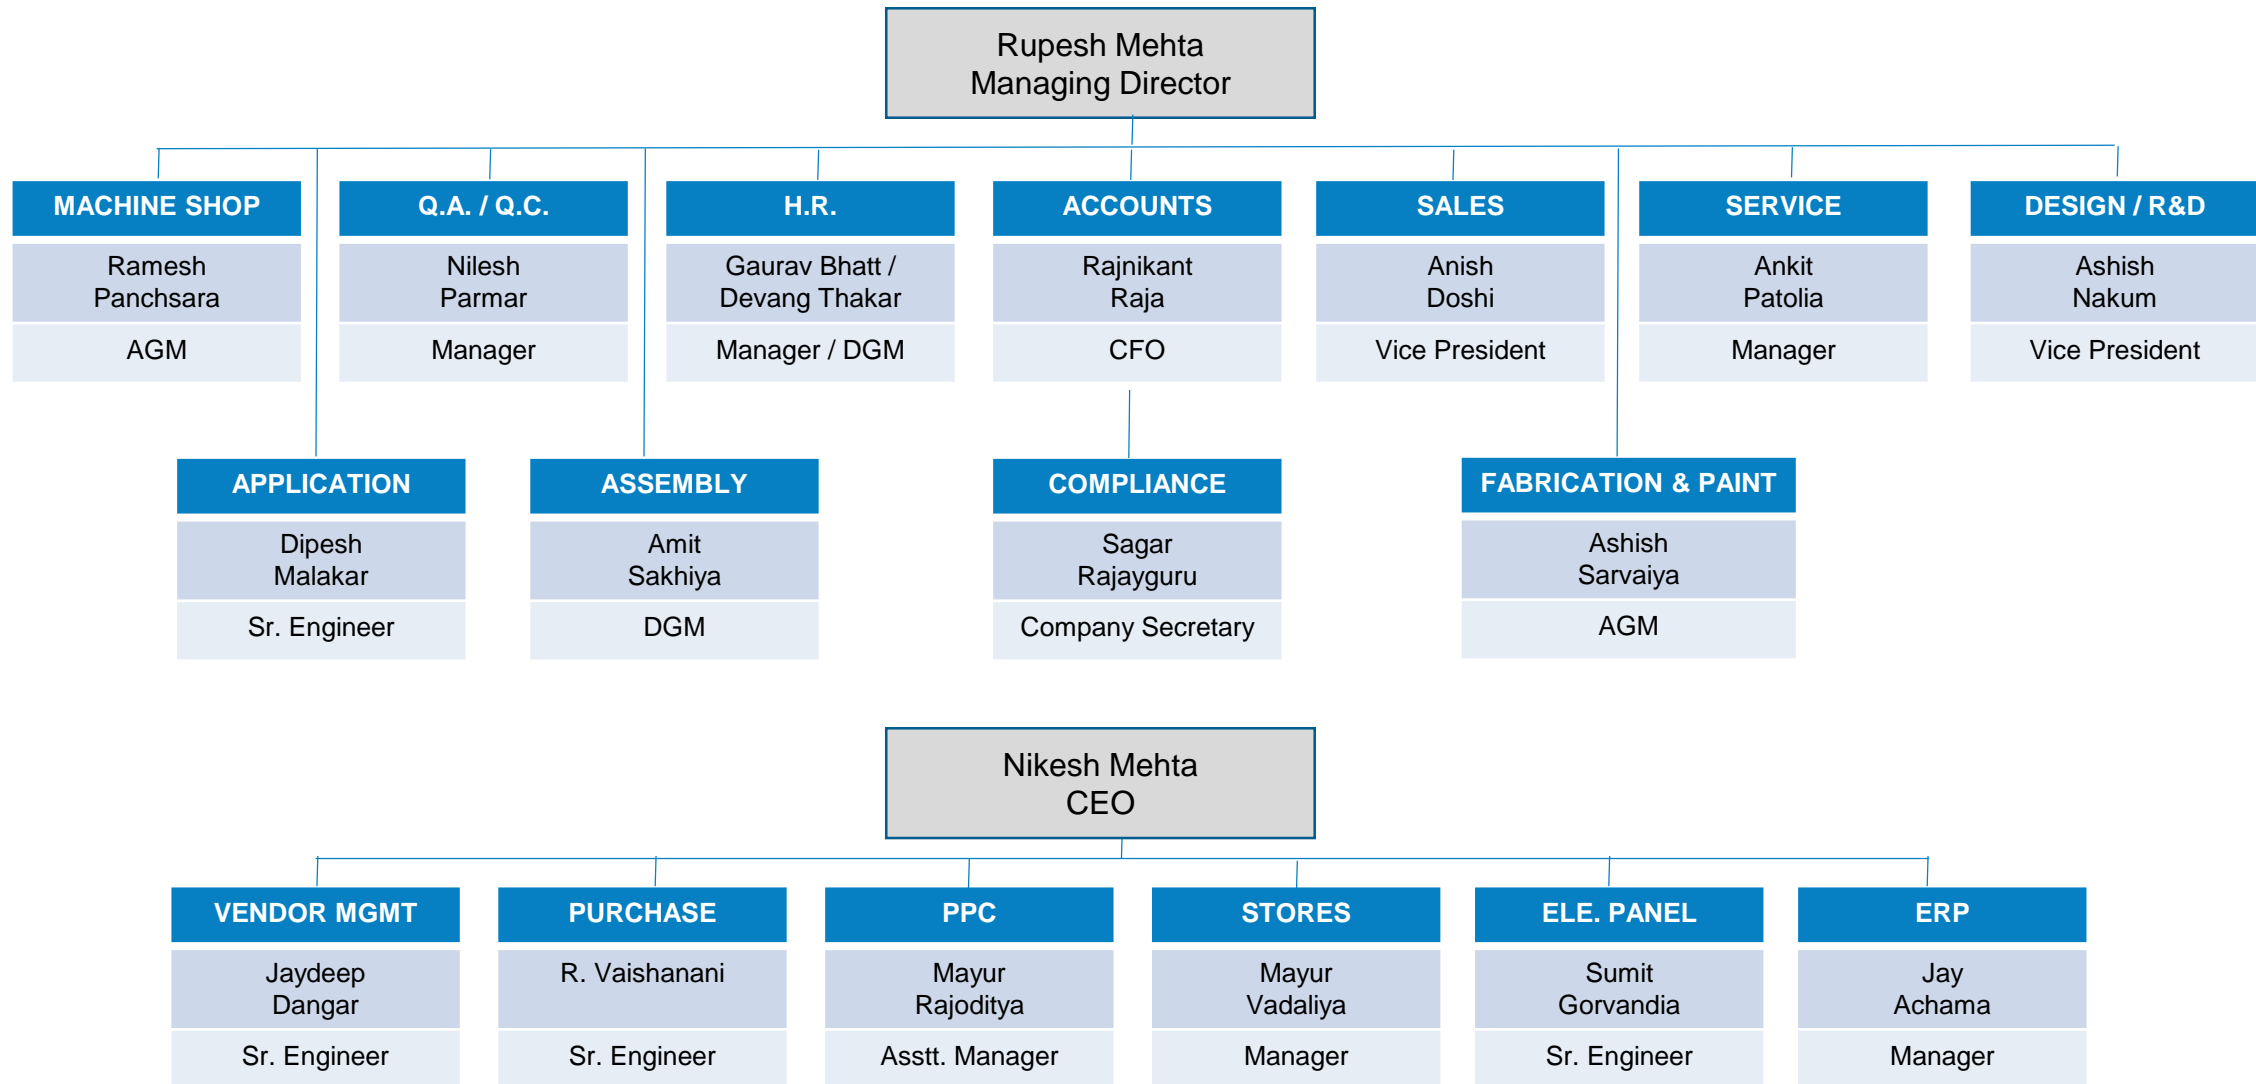 Rupesh Mehta
Managing Director
MACHINE SHOP
Ramesh
Panchsara
AGM
Q.A. / Q.C.
Nilesh
Parmar
Manager
H.R.
Gaurav Bhatt /
Devang Thakar
Manager / DGM
ACCOUNTS
Rajnikant
Raja
CFO
SALES
Anish
Doshi
Vice President
SERVICE
Ankit
Patolia
Manager
DESIGN / R&D
Ashish
Nakum
Vice President
APPLICATION
Dipesh
Malakar
Sr. Engineer
ASSEMBLY
Amit
Sakhiya
DGM
COMPLIANCE
Sagar
Rajayguru
Company Secretary
FABRICATION & PAINT
Ashish
Sarvaiya
AGM
Nikesh Mehta
CEO
VENDOR MGMT
Jaydeep
Dangar
Sr. Engineer
PURCHASE
R. Vaishanani
Sr. Engineer
PPC
Mayur
Rajoditya
Asstt. Manager
STORES
Mayur
Vadaliya
Manager
ELE. PANEL
Sumit
Gorvandia
Sr. Engineer
ERP
Jay
Achama
Manager